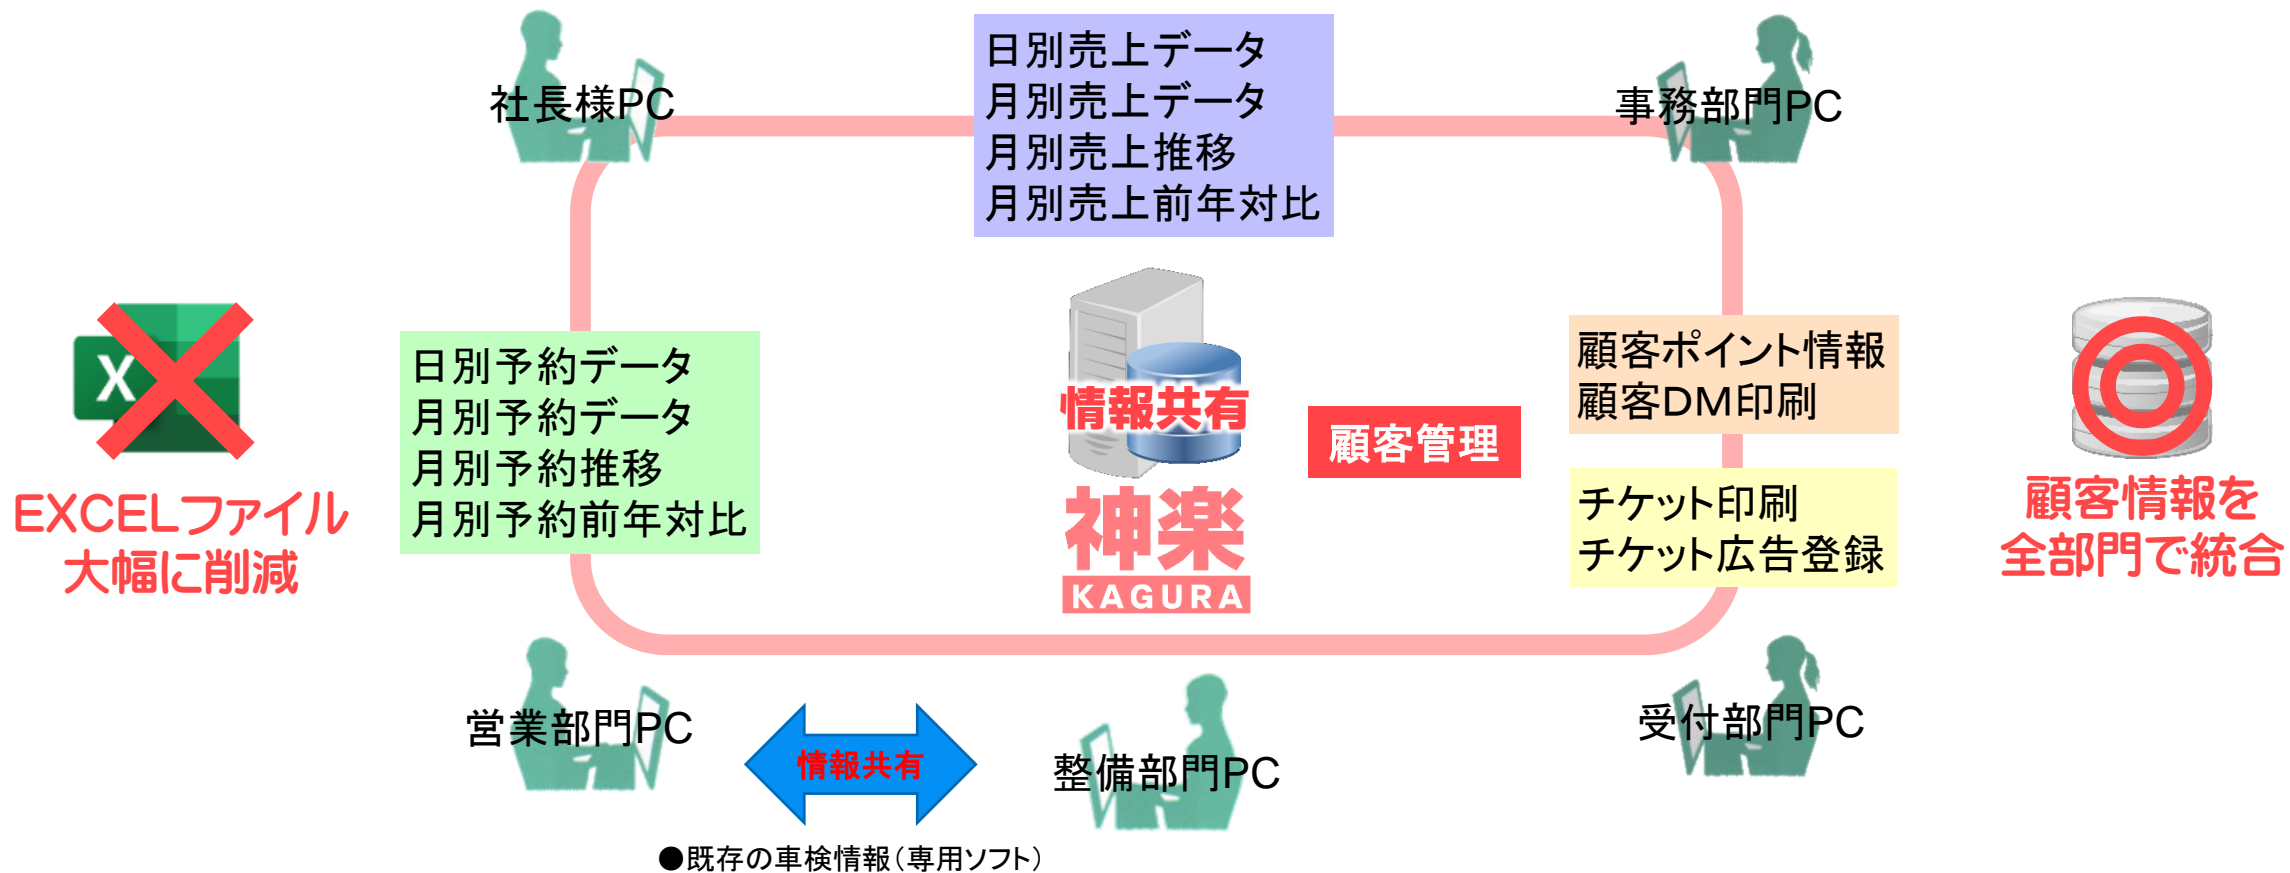 社長様PC
日別売上データ
月別売上データ
月別売上推移
月別売上前年対比
事務部門PC
X
EXCELファイル
大幅に削減
日別予約データ
月別予約データ
月別予約推移
月別予約前年対比
情報共有
神楽
KAGURA
顧客管理
顧客ポイント情報
顧客DM印刷
チケット印刷
チケット広告登録
顧客情報を
全部門で統合
営業部門PC
情報共有
整備部門PC
受付部門PC
●既存の車検情報（専用ソフト）